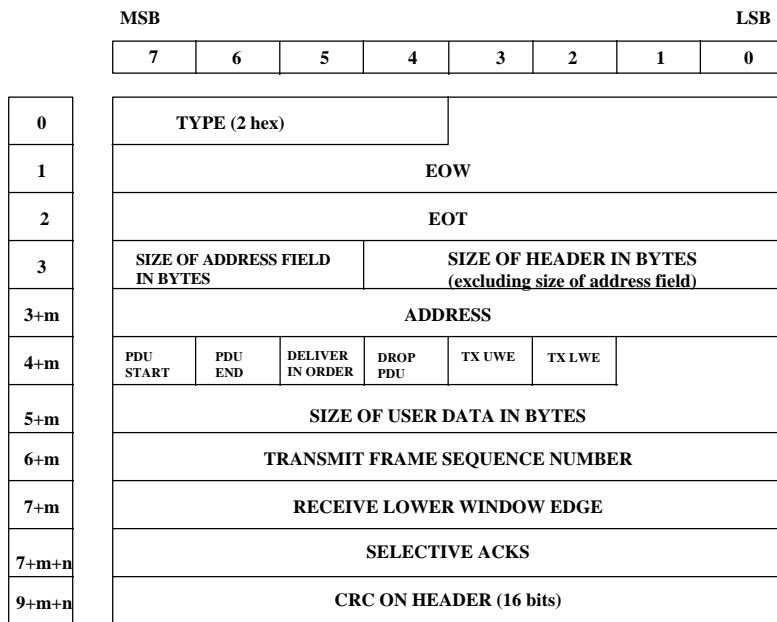 MSB LSB
7 6 5 4 3 2 1 0
0 TYPE (2 hex)
1 EOW
2 EOT
3 SIZE OF ADDRESS FIELD IN BYTES SIZE OF HEADER IN BYTES (excluding size of address field)
3+m ADDRESS
4+m PDU START PDU END DELIVER IN ORDER DROP PDU TX UWE TX LWE
5+m SIZE OF USER DATA IN BYTES
6+m TRANSMIT FRAME SEQUENCE NUMBER
7+m RECEIVE LOWER WINDOW EDGE
7+m+n SELECTIVE ACKS
9+m+n CRC ON HEADER (16 bits)